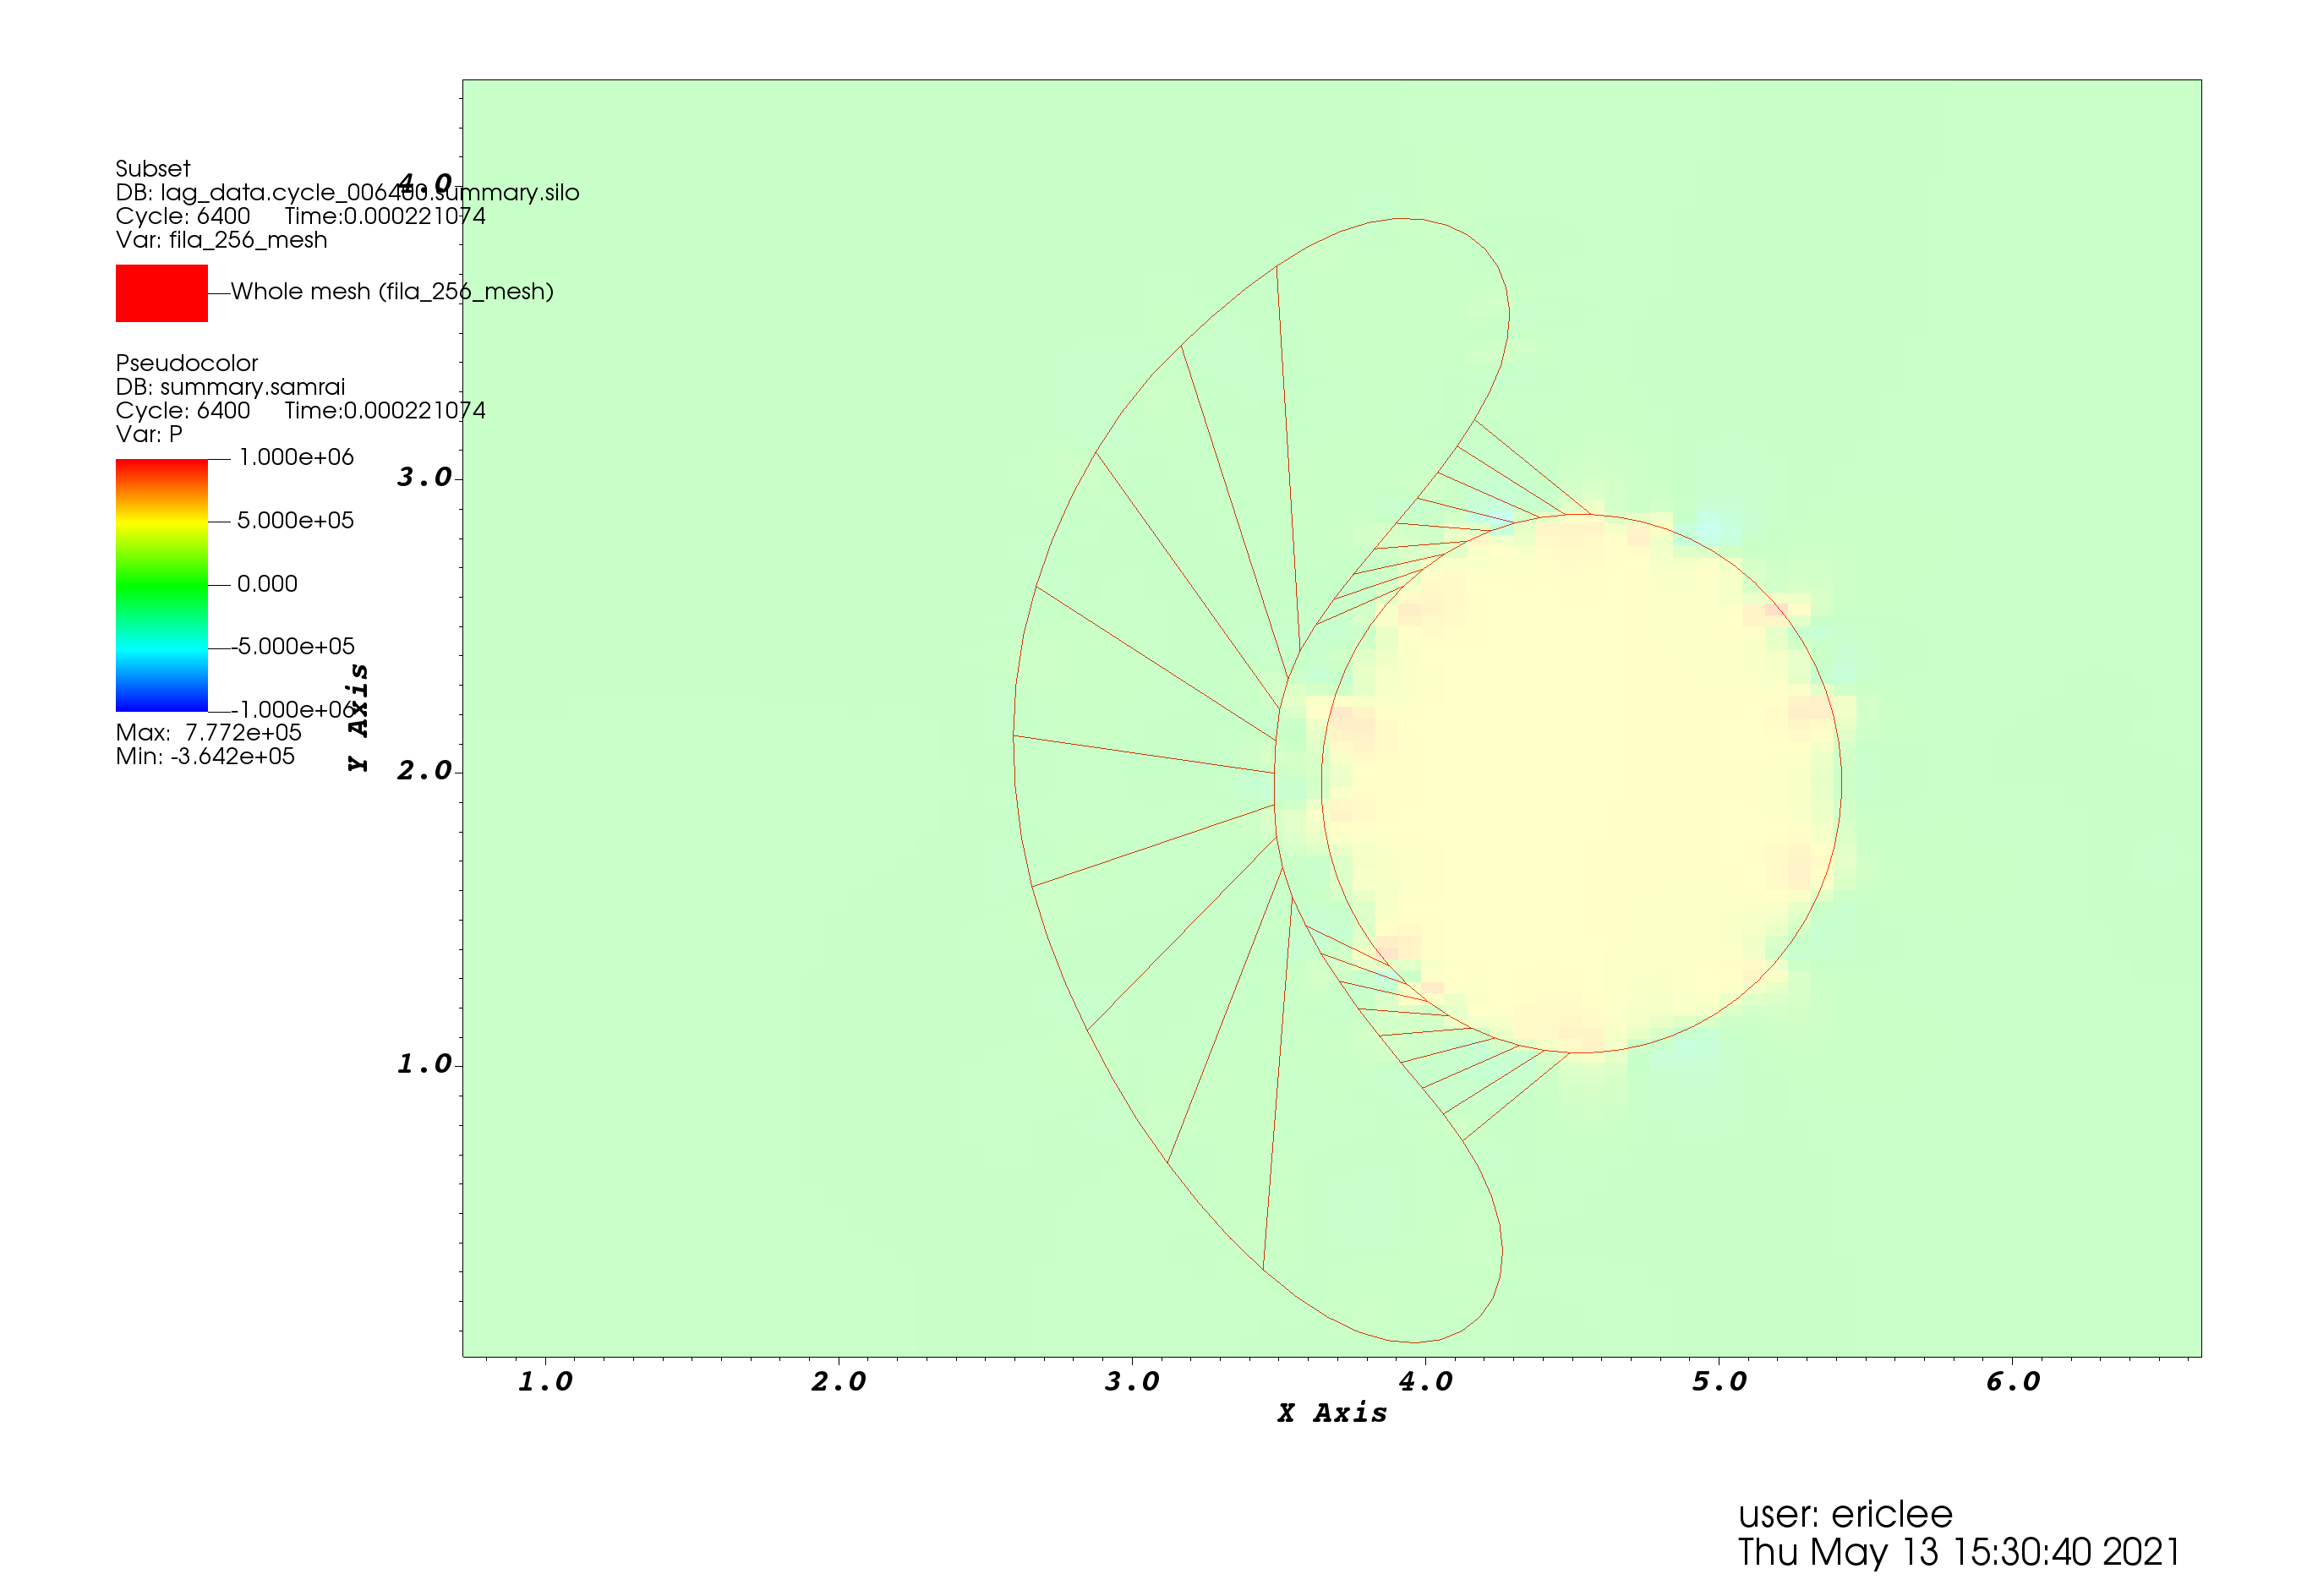 Subset
DB: lag_data.cycle_006400.summary.silo
Cycle: 6400 Time:0.000221074
Var: fila_256_mesh
Whole mesh (fila_256_mesh)
Pseudocolor
DB: summary.samrai
Cycle: 6400 Time:0.000221074
Var: P
1.000e+06
5.000e+05
0.000
-5.000e+05
-1.000e+06
Max: 7.772e+05
Min: -3.642e+05
4.0
3.0
2.0
1.0
Y Axis
1.0 2.0 3.0 4.0 5.0 6.0
X Axis
user: ericlee
Thu May 13 15:30:40 2021